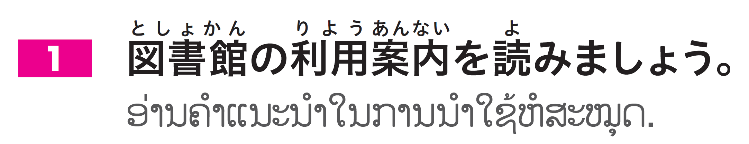 としょかん りようあんない よ
1 図書館の利用案内を読みましょう。
ອ່ານຄຳແນະນຳໃນການນຳໃຊ້ຫໍສະໝຸດ.